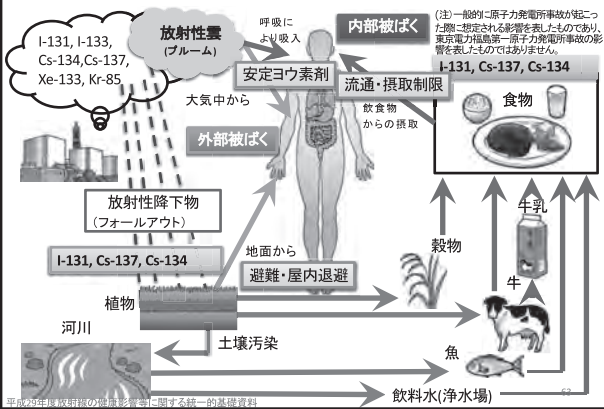 I-131, I-133,
Cs-134,Cs-137,
Xe-133, Kr-85
放射性雲
(プルーム)
呼吸に
より吸入
内部被ばく
(注)一般的に原子力発電所事故が起こっ
た際に想定される影響を表したものであり、
東京電力福島第一原子力発電所事故の影
響を表したものではありません。
I-131, Cs-137, Cs-134
安定ヨウ素剤
流通・摂取制限
食物
大気中から
飲食物
からの摂取
外部被ばく
放射性降下物
(フォールアウト)
牛乳
I-131, Cs-137, Cs-134
地面から
穀物
避難・屋内退避
牛
植物
河川
土壌汚染
魚
飲料水(浄水場)
平成29年度放射線の健康影響等に関する統一的基礎資料
63